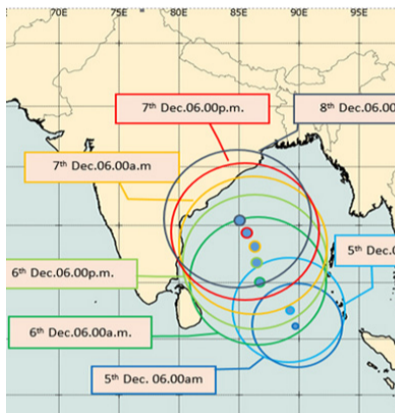 70E 75E 80E 85E 90E 95E
7th Dec.06.00p.m.
8th Dec.06.00
7th Dec.06.00a.m
5th Dec.0
6th Dec.06.00p.m.
6th Dec.06.00a.m.
5th Dec. 06.00am